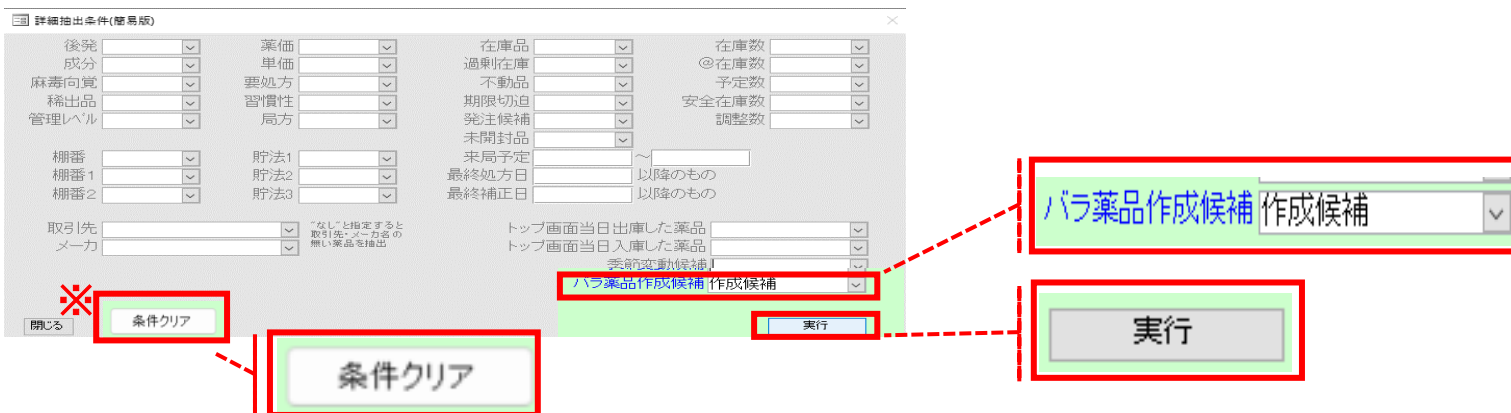 詳細抽出条件(簡易版)
後発 薬価 在庫品 在庫数
成分 単価 過剰在庫 @在庫数
麻毒向覚 要処方 不動品 予定数
稀出品 習慣性 期限切迫 安全在庫数
管理レベル 局方 発注候補 調整数
未開封品
棚番 貯法1 来局予定 ～
棚番1 貯法2 最終処方日 以降のもの
棚番2 貯法3 最終補正日 以降のもの
取引先 "なし"と指定すると
取引先・メーカ名の
無い薬品を抽出
メーカ
トップ画面当日出庫した薬品
トップ画面当日入庫した薬品
季節変動候補
バラ薬品作成候補 作成候補
※
閉じる 条件クリア 実行
条件クリア
バラ薬品作成候補 作成候補
実行